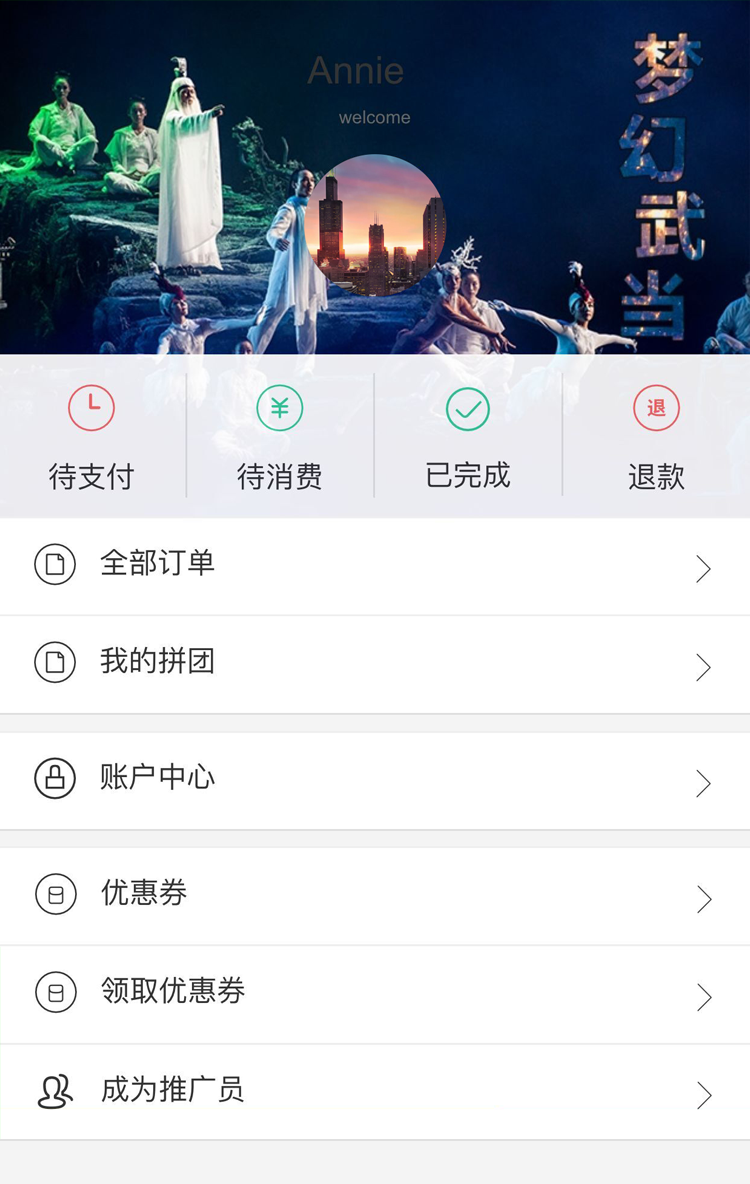 Annie
welcome
梦幻武当
待支付
待消费
已完成
退
退款
全部订单
我的拼团
账户中心
优惠券
领取优惠券
成为推广员